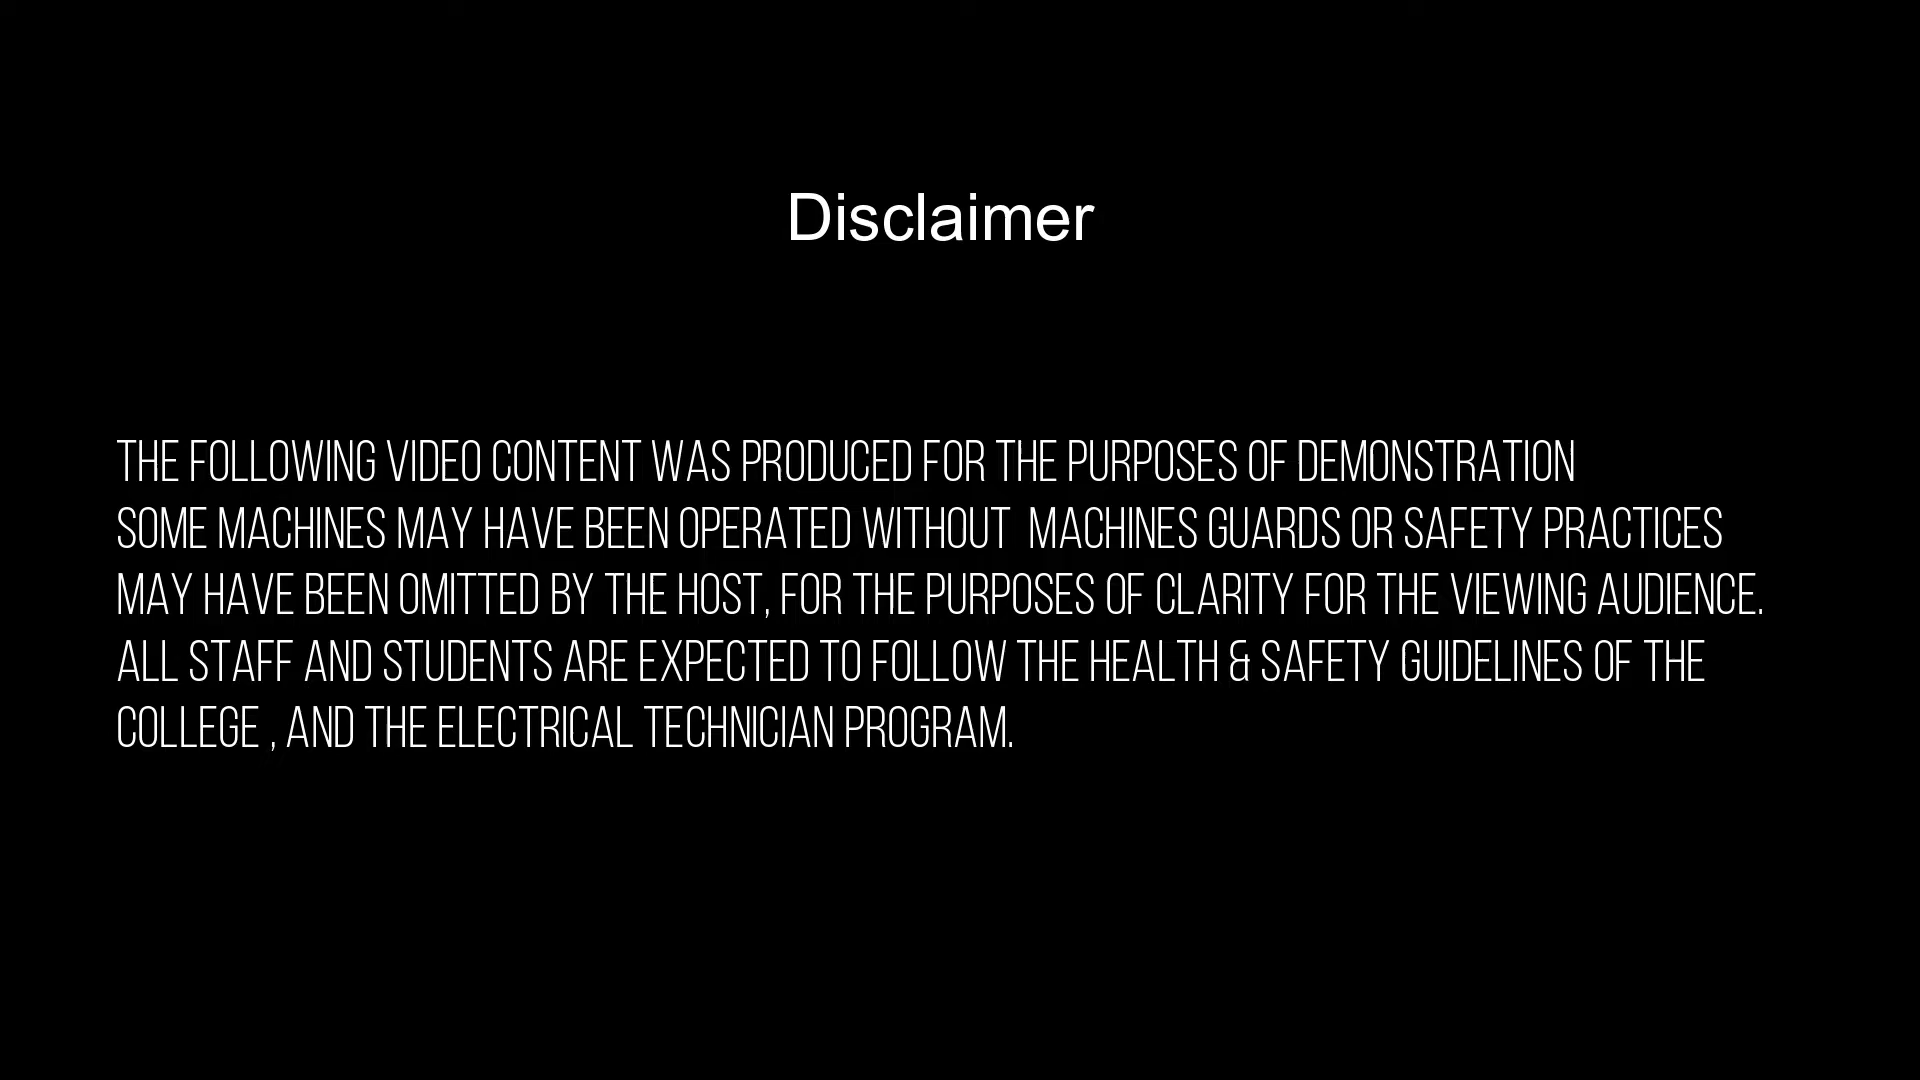 Disclaimer
THE FOLLOWING VIDEO CONTENT WAS PRODUCED FOR THE PURPOSES OF DEMONSTRATION
SOME MACHINES MAY HAVE BEEN OPERATED WITHOUT  MACHINES GUARDS OR SAFETY PRACTICES
MAY HAVE BEEN OMITTED BY THE HOST, FOR THE PURPOSES OF CLARITY FOR THE VIEWING AUDIENCE.
ALL STAFF AND STUDENTS ARE EXPECTED TO FOLLOW THE HEALTH & SAFETY GUIDELINES OF THE
COLLEGE , AND THE ELECTRICAL TECHNICIAN PROGRAM.